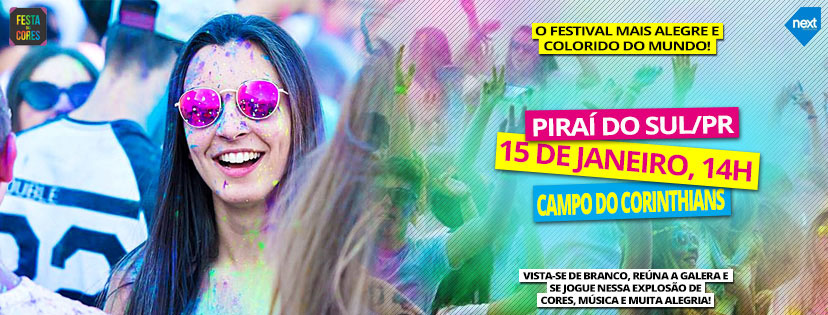 FESTA
DAS
CORES
next
O FESTIVAL MAIS ALEGRE E
COLORIDO DO MUNDO!
PIRAÍ DO SUL/PR
15 DE JANEIRO, 14H
CAMPO DO CORINTHIANS
22
VISTA-SE DE BRANCO, REÚNA A GALERA E
SE JOGUE NESSA EXPLOSÃO DE
CORES, MÚSICA E MUITA ALEGRIA!